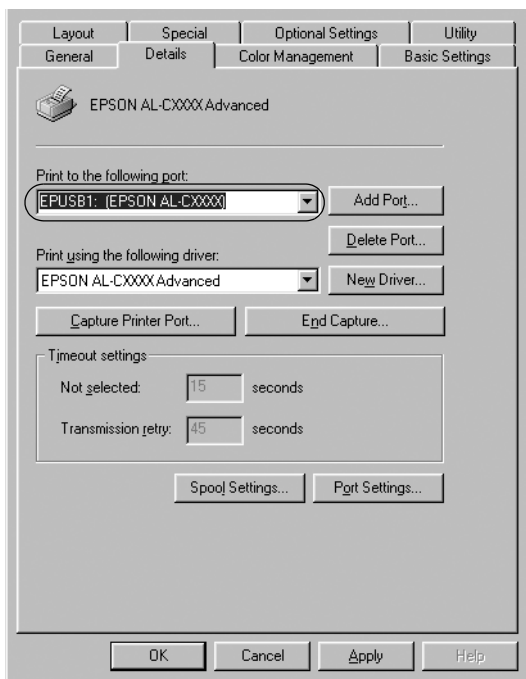 Layout Special Optional Settings Utility
General Details Color Management Basic Settings
EPSON AL-CXXXX Advanced
Print to the following port:
EPUSB1: (EPSON AL-CXXXX) Add Port...
Delete Port...
Print using the following driver:
EPSON AL-CXXXX Advanced New Driver...
Capture Printer Port... End Capture...
Timeout settings
Not selected: 15 seconds
Transmission retry: 45 seconds
Spool Settings... Port Settings...
OK Cancel Apply Help